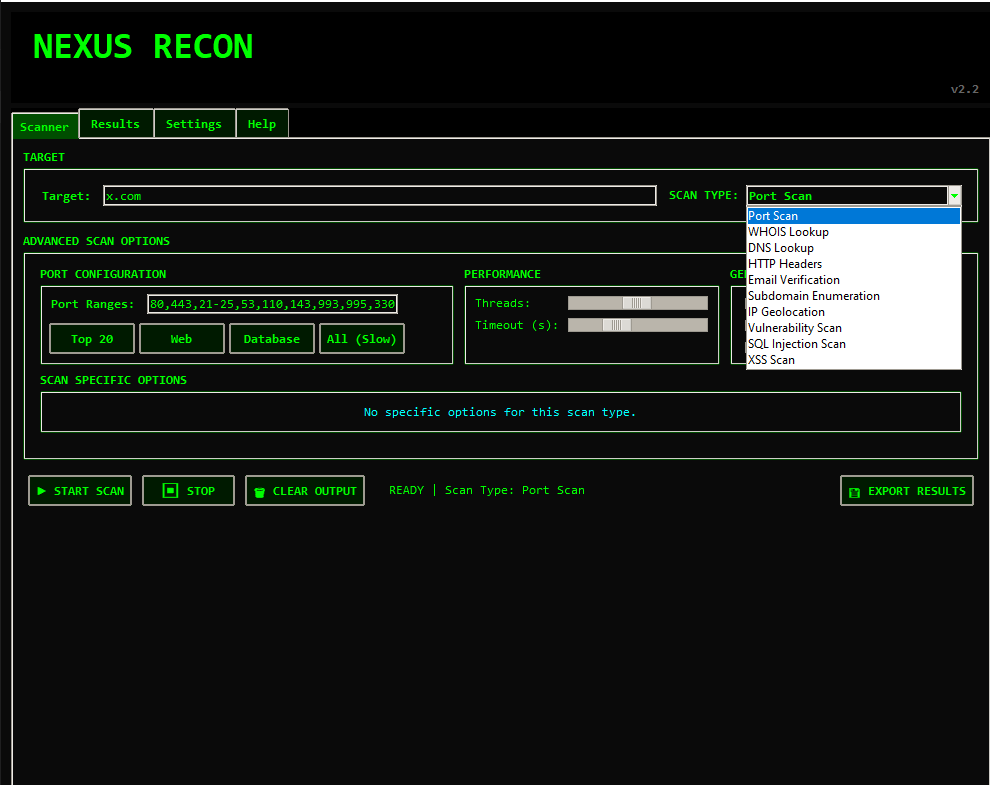 NEXUS RECON
v2.2
Scanner Results Settings Help
TARGET
Target: x.com SCAN TYPE: Port Scan
Port Scan
WHOIS Lookup
DNS Lookup
HTTP Headers
Email Verification
Subdomain Enumeration
IP Geolocation
Vulnerability Scan
SQL Injection Scan
XSS Scan
ADVANCED SCAN OPTIONS
PORT CONFIGURATION PERFORMANCE
Port Ranges: 80,443,21-25,53,110,143,993,995,330 Threads:
Timeout (s):
Top 20 Web Database All (Slow)
SCAN SPECIFIC OPTIONS
No specific options for this scan type.
START SCAN STOP CLEAR OUTPUT READY | Scan Type: Port Scan EXPORT RESULTS